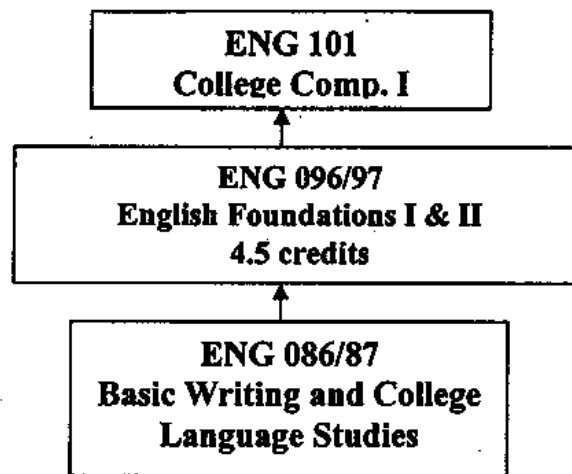 ENG 101
College Comp. I
ENG 096/97
English Foundations I & II
4.5 credits
ENG 086/87
Basic Writing and College
Language Studies